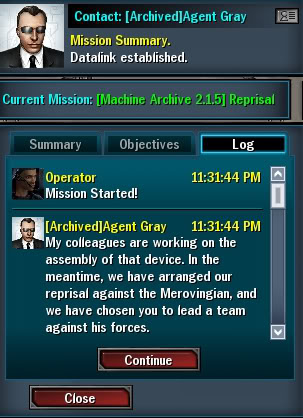 Contact: [Archived]Agent Gray
Mission Summary.
Datalink established.
Current Mission: [Machine Archive 2.1.5] Reprisal
Summary Objectives Log
Operator 11:31:44 PM
Mission Started!
[Archived]Agent Gray 11:31:44 PM
My colleagues are working on the
assembly of that device. In the
meantime, we have arranged our
reprisal against the Merovingian, and
we have chosen you to lead a team
against his forces.
Continue
Close